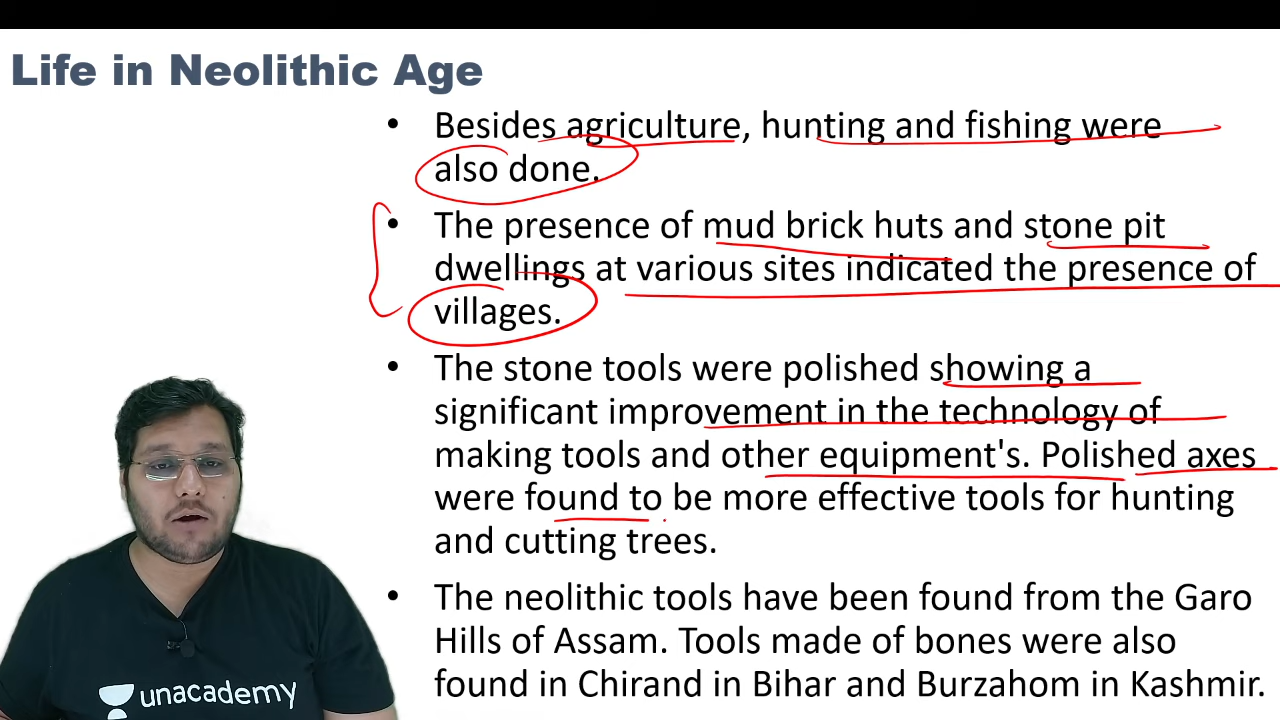 Life in Neolithic Age
• Besides agriculture, hunting and fishing were
also done.
• The presence of mud brick huts and stone pit
dwellings at various sites indicated the presence of
villages.
• The stone tools were polished showing a
significant improvement in the technology of
making tools and other equipment's. Polished axes
were found to be more effective tools for hunting
and cutting trees.
• The neolithic tools have been found from the Garo
Hills of Assam. Tools made of bones were also
found in Chirand in Bihar and Burzahom in Kashmir.
unacademy